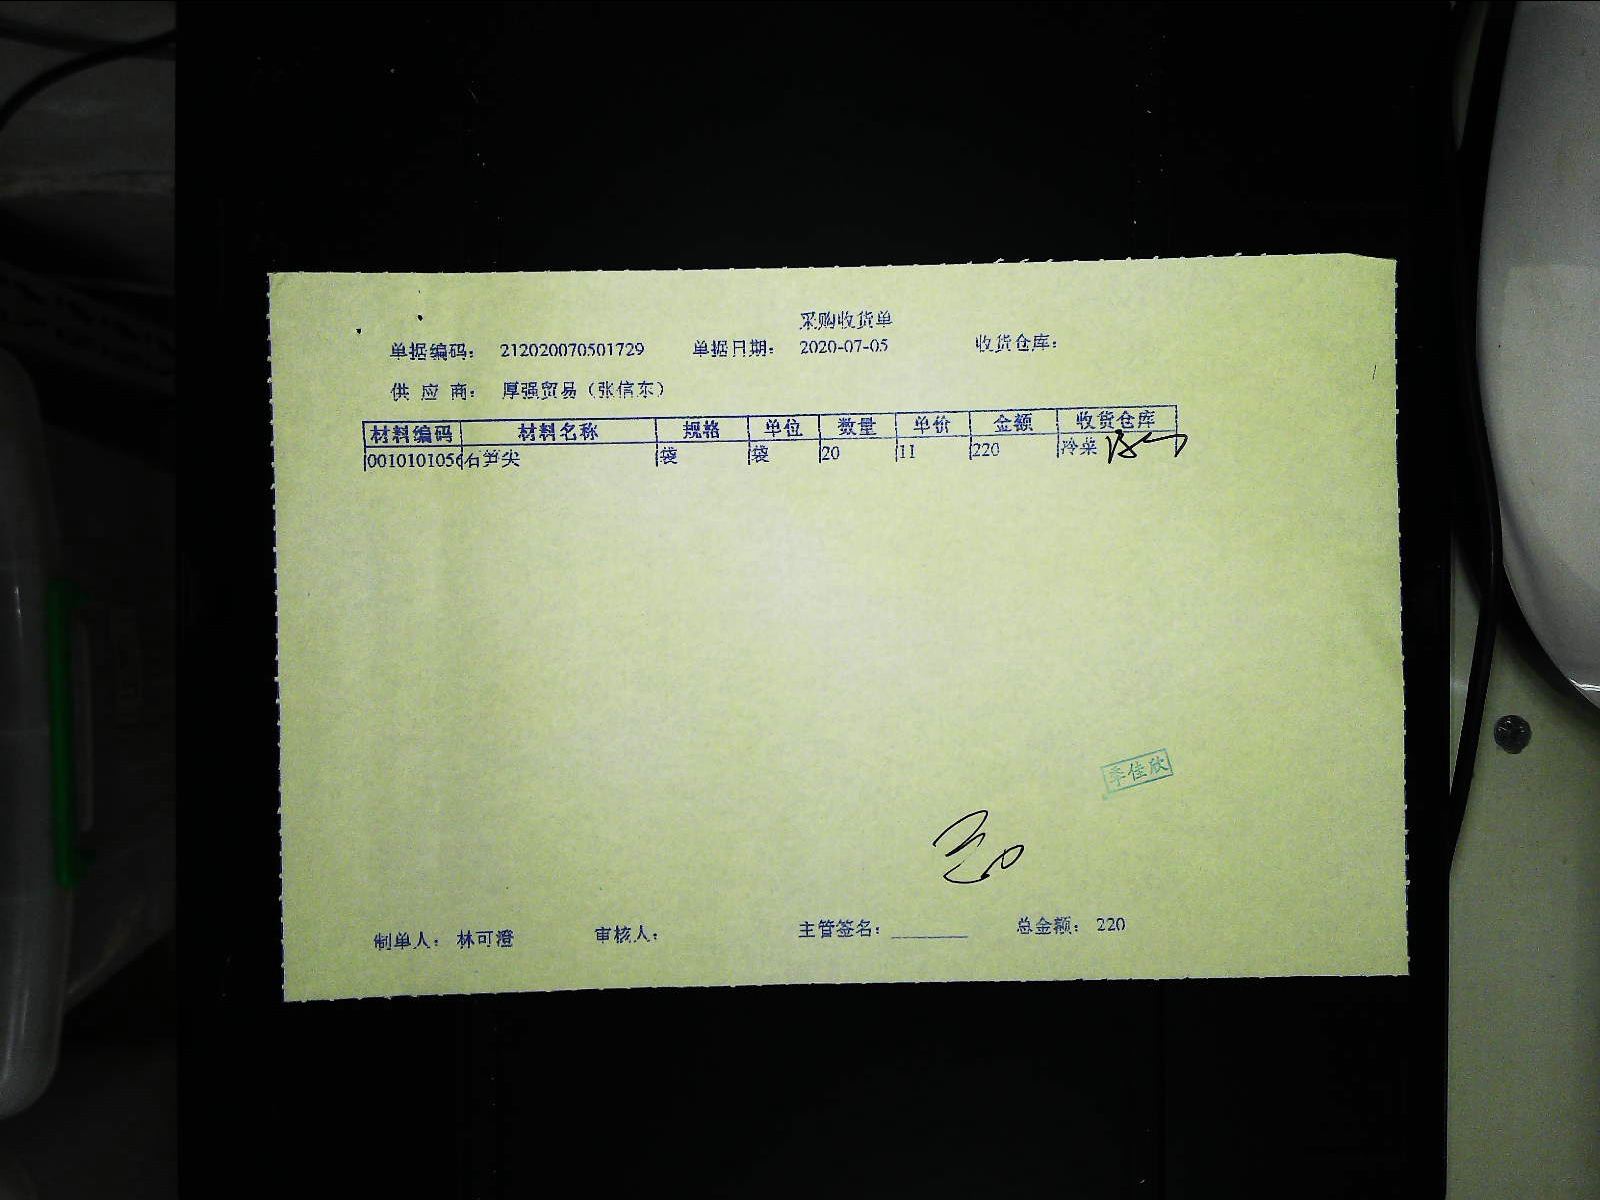 采购收货单
单据编码: 212020070501729 单据日期: 2020-07-05 收货仓库:
供应商: 厚强贸易（张信东）
材料编码 材料名称 规格 单位 数量 单价 金额 收货仓库
0010101056 石笋尖 袋 袋 20 11 220 冷菜
季佳欣
制单人: 林可澄 审核人: 主管签名: ________ 总金额: 220